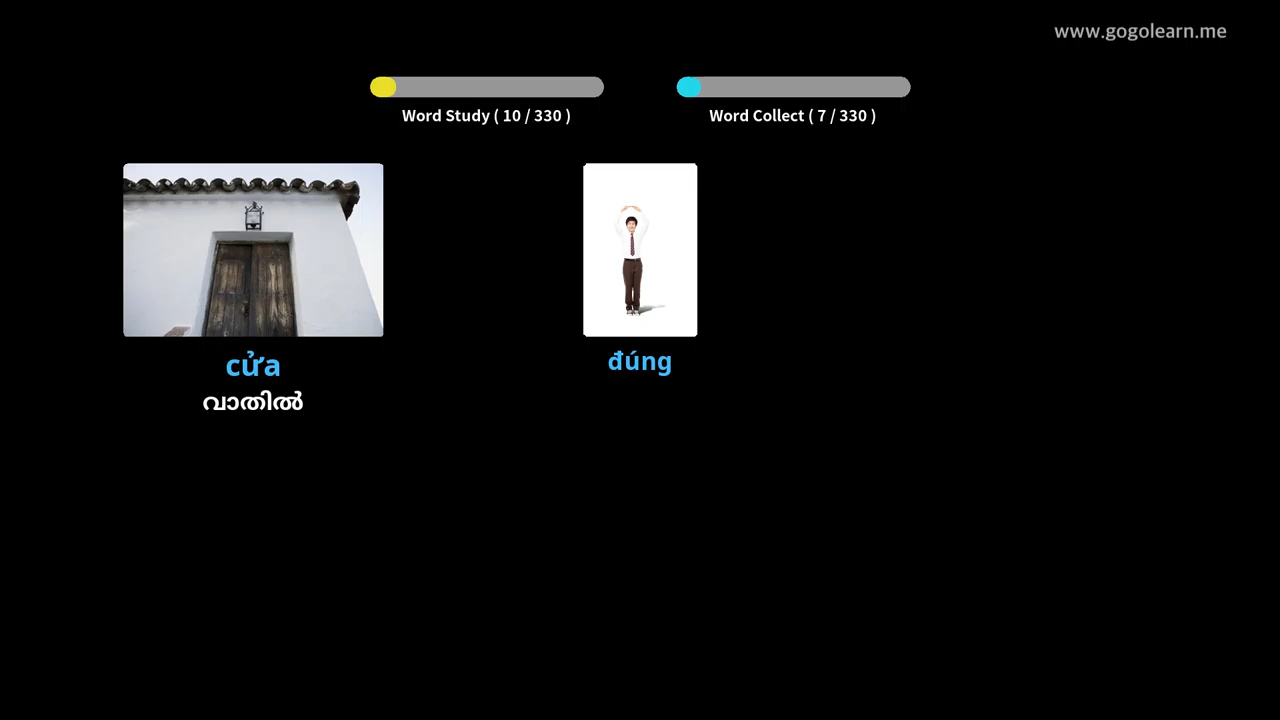 www.gogolearn.me
Word Study ( 10 / 330 )
Word Collect ( 7 / 330 )
cửa
വാതിൽ
đúng